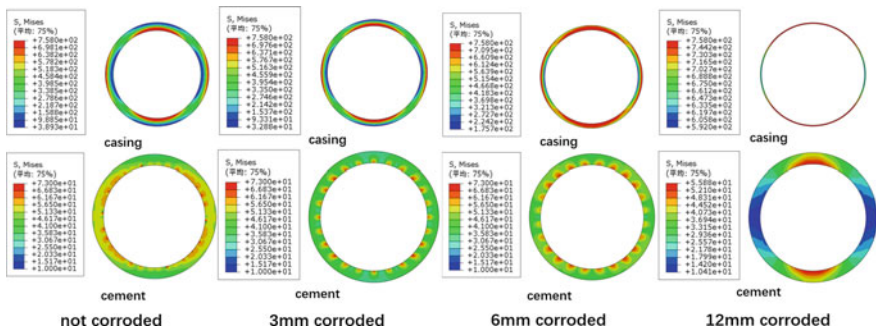 S, Mises
(平均: 75%)
+7.580e+02
+6.981e+02
+6.382e+02
+5.782e+02
+5.183e+02
+4.584e+02
+3.985e+02
+3.385e+02
+2.786e+02
+2.187e+02
+1.588e+02
+9.885e+01
+3.893e+01
casing
S, Mises
(平均: 75%)
+7.580e+02
+6.976e+02
+6.371e+02
+5.767e+02
+5.163e+02
+4.559e+02
+3.954e+02
+3.350e+02
+2.746e+02
+2.142e+02
+1.537e+02
+9.331e+01
+3.288e+01
casing
S, Mises
(平均: 75%)
+7.580e+02
+7.095e+02
+6.609e+02
+6.124e+02
+5.639e+02
+5.154e+02
+4.668e+02
+4.183e+02
+3.698e+02
+3.213e+02
+2.727e+02
+2.242e+02
+1.757e+02
casing
S, Mises
(平均: 75%)
+7.580e+02
+7.442e+02
+7.303e+02
+7.165e+02
+7.027e+02
+6.888e+02
+6.750e+02
+6.612e+02
+6.473e+02
+6.335e+02
+6.197e+02
+6.058e+02
+5.920e+02
casing
S, Mises
(平均: 75%)
+7.300e+01
+6.683e+01
+6.167e+01
+5.650e+01
+5.133e+01
+4.617e+01
+4.100e+01
+3.583e+01
+3.067e+01
+2.550e+01
+2.033e+01
+1.517e+01
+1.000e+01
cement
not corroded
S, Mises
(平均: 75%)
+7.300e+01
+6.683e+01
+6.167e+01
+5.650e+01
+5.133e+01
+4.617e+01
+4.100e+01
+3.583e+01
+3.067e+01
+2.550e+01
+2.033e+01
+1.517e+01
+1.000e+01
cement
3mm corroded
S, Mises
(平均: 75%)
+7.300e+01
+6.683e+01
+6.167e+01
+5.650e+01
+5.133e+01
+4.617e+01
+4.100e+01
+3.583e+01
+3.067e+01
+2.550e+01
+2.033e+01
+1.517e+01
+1.000e+01
cement
6mm corroded
S, Mises
(平均: 75%)
+5.588e+01
+5.210e+01
+4.831e+01
+4.452e+01
+4.073e+01
+3.694e+01
+3.315e+01
+2.936e+01
+2.557e+01
+2.178e+01
+1.799e+01
+1.420e+01
+1.041e+01
cement
12mm corroded